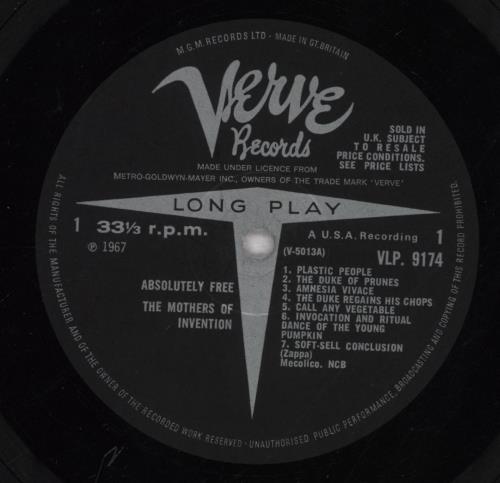 M.G.M. RECORDS LTD - MADE IN GT. BRITAIN
Verve
Records
SOLD IN
U.K. SUBJECT
TO RESALE
PRICE CONDITIONS.
SEE PRICE LISTS
MADE UNDER LICENCE FROM
METRO-GOLDWYN-MAYER INC., OWNERS OF THE TRADE MARK "VERVE"
LONG PLAY
1 33⅓ r.p.m.
A U.S.A. Recording 1
℗ 1967
(V-5013A)
VLP. 9174
ABSOLUTELY FREE
THE MOTHERS OF
INVENTION
1. PLASTIC PEOPLE
2. THE DUKE OF PRUNES
3. AMNESIA VIVACE
4. THE DUKE REGAINS HIS CHOPS
5. CALL ANY VEGETABLE
6. INVOCATION AND RITUAL
DANCE OF THE YOUNG
PUMPKIN
7. SOFT-SELL CONCLUSION
(Zappa)
Mecolico. NCB
ALL RIGHTS OF THE MANUFACTURER AND OF THE OWNER OF THE RECORDED WORK RESERVED · UNAUTHORISED PUBLIC PERFORMANCE, BROADCASTING AND COPYING OF THIS RECORD PROHIBITED.